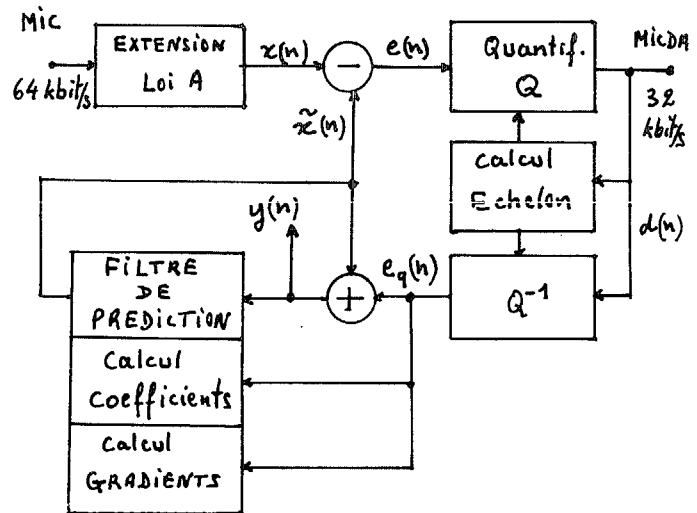 MIC
64 kbit/s
EXTENSION
Loi A
x(n)
−
e(n)
Quantif.
Q
MICDA
32
kbit/s
x̃(n)
Calcul
Echelon
d(n)
y(n)
FILTRE
DE
PREDICTION
+
eq(n)
Q-1
Calcul
Coefficients
Calcul
GRADIENTS